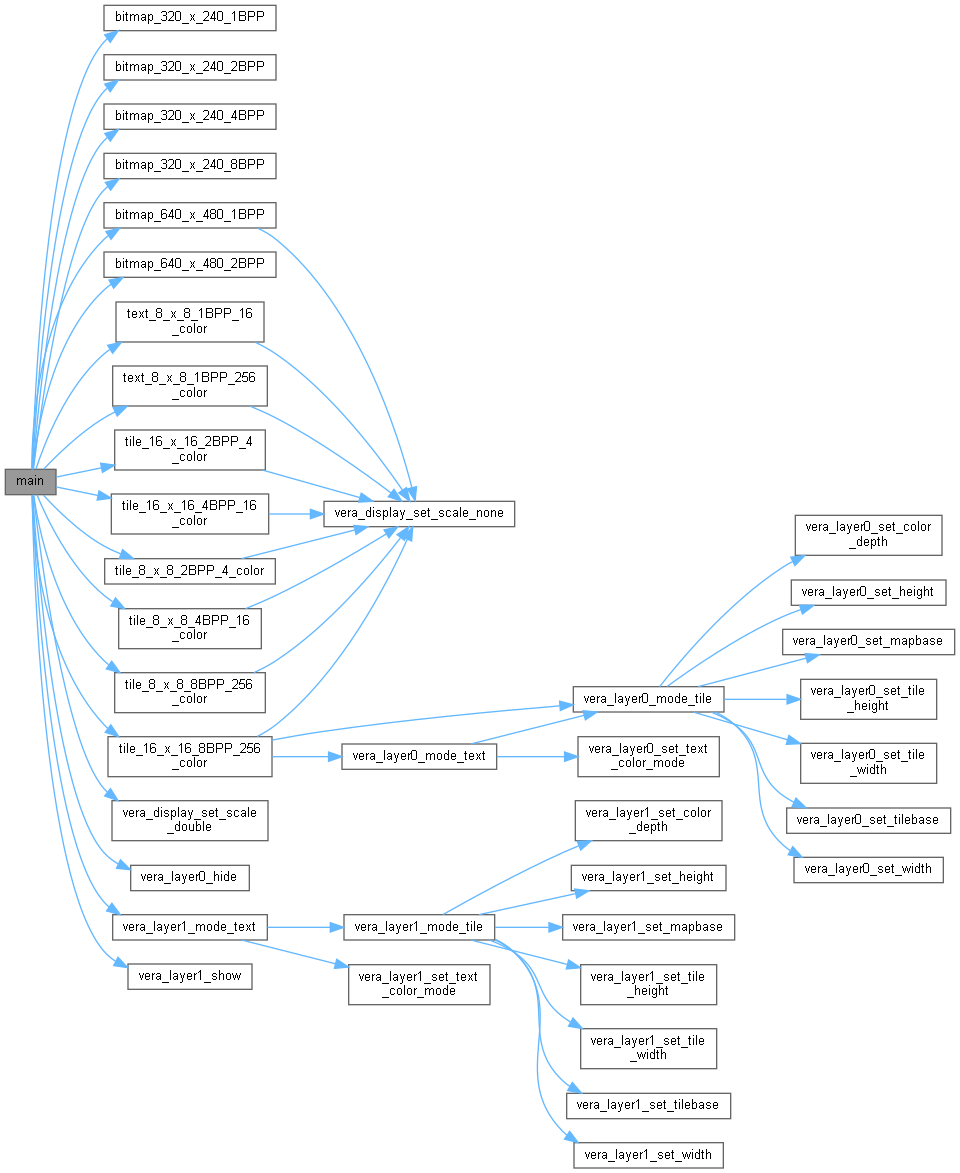 bitmap_320_x_240_1BPP
bitmap_320_x_240_2BPP
bitmap_320_x_240_4BPP
bitmap_320_x_240_8BPP
bitmap_640_x_480_1BPP
bitmap_640_x_480_2BPP
text_8_x_8_1BPP_16
_color
text_8_x_8_1BPP_256
_color
tile_16_x_16_2BPP_4
_color
main
tile_16_x_16_4BPP_16
_color
tile_8_x_8_2BPP_4_color
tile_8_x_8_4BPP_16
_color
tile_8_x_8_8BPP_256
_color
tile_16_x_16_8BPP_256
_color
vera_display_set_scale
_double
vera_layer0_hide
vera_layer1_mode_text
vera_layer1_show
vera_display_set_scale_none
vera_layer0_mode_text
vera_layer1_mode_tile
vera_layer1_set_text
_color_mode
vera_layer0_mode_tile
vera_layer0_set_text
_color_mode
vera_layer1_set_color
_depth
vera_layer1_set_height
vera_layer1_set_mapbase
vera_layer1_set_tile
_height
vera_layer1_set_tile
_width
vera_layer1_set_tilebase
vera_layer1_set_width
vera_layer0_set_color
_depth
vera_layer0_set_height
vera_layer0_set_mapbase
vera_layer0_set_tile
_height
vera_layer0_set_tile
_width
vera_layer0_set_tilebase
vera_layer0_set_width